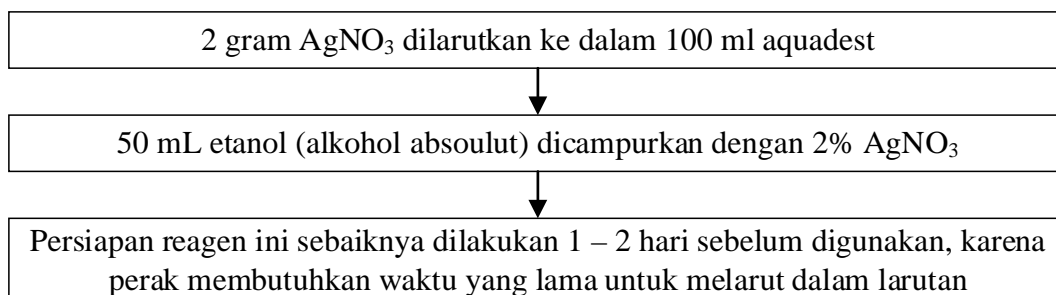 2 gram AgNO₃ dilarutkan ke dalam 100 ml aquadest
50 mL etanol (alkohol absoulut) dicampurkan dengan 2% AgNO₃
Persiapan reagen ini sebaiknya dilakukan 1 – 2 hari sebelum digunakan, karena
perak membutuhkan waktu yang lama untuk melarut dalam larutan